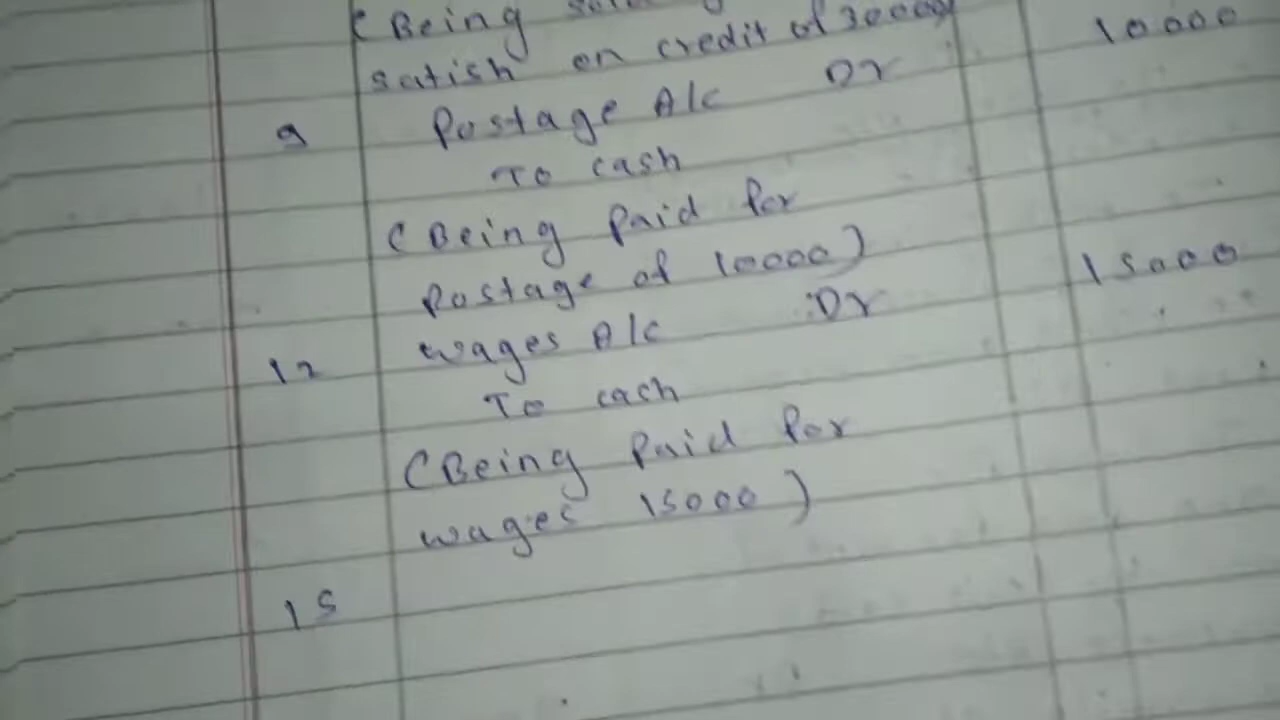 (Being
satish on credit of 30000)
10000
9 Postage A/c Dr
To cash
(Being Paid for
Postage of 10000)
15000
12 wages A/c Dr
To cash
(Being Paid for
wages 15000)
15